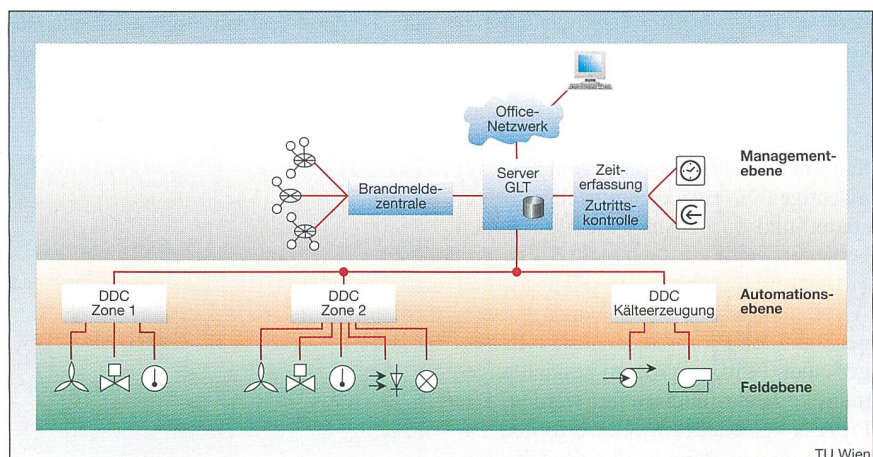 Office-
Netzwerk
Management-
ebene
Brandmelde-
zentrale
Server
GLT
Zeit-
erfassung
Zutritts-
kontrolle
DDC
Zone 1
DDC
Zone 2
DDC
Kälteerzeugung
Automations-
ebene
Feldebene
TU Wien